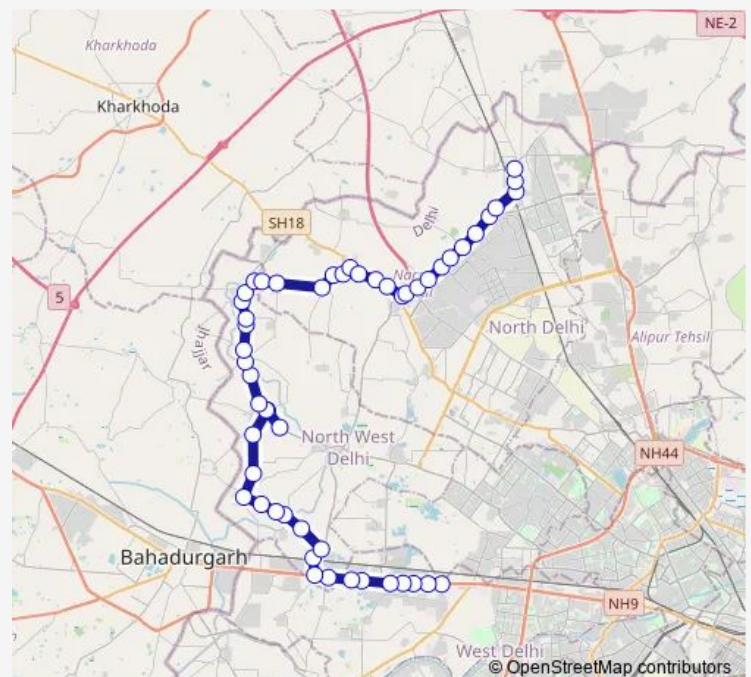 NE-2
Kharkhoda
Kharkhoda
SH18
Delhi
5
Jhajjar
North Delhi
Alipur Tehsil
North West
Delhi
NH44
Bahadurgarh
NH9
West Delhi
© OpenStreetMap contributors